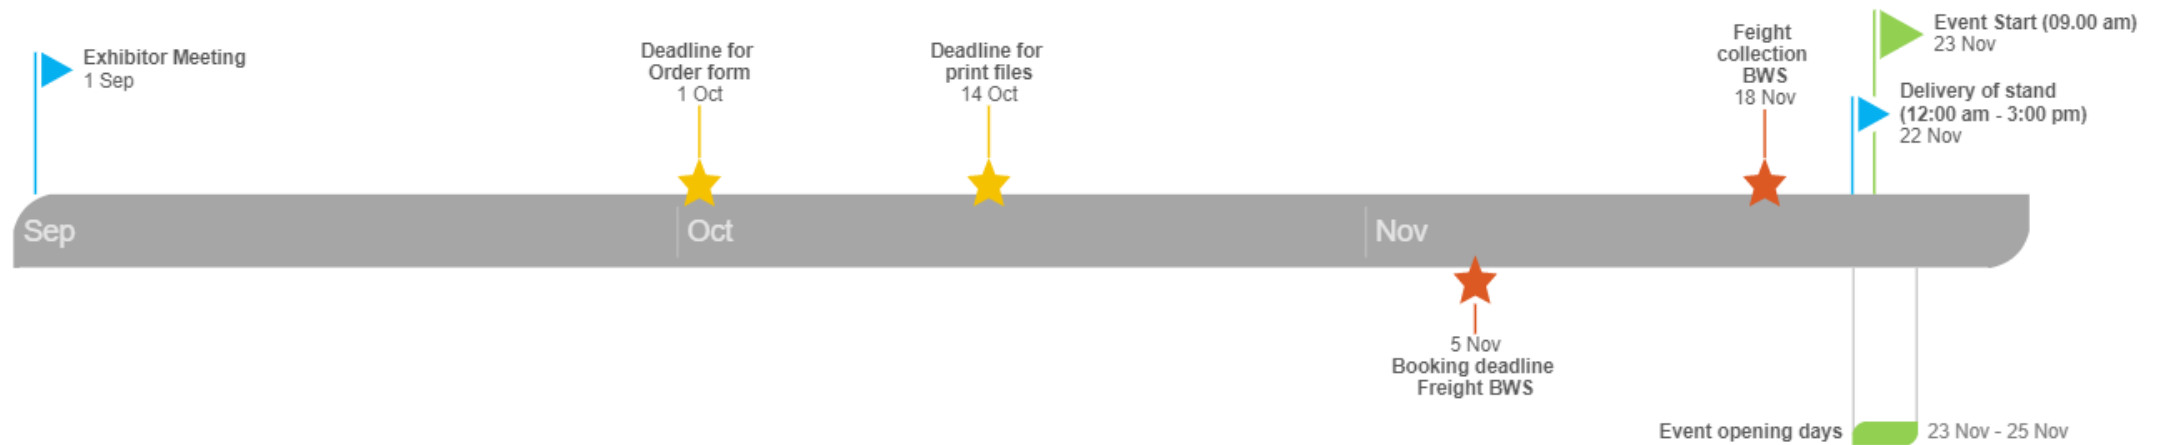 Exhibitor Meeting
1 Sep
Deadline for
Order form
1 Oct
Deadline for
print files
14 Oct
Feight
collection
BWS
18 Nov
Event Start (09.00 am)
23 Nov
Delivery of stand
(12:00 am - 3:00 pm)
22 Nov
Sep
Oct
Nov
5 Nov
Booking deadline
Freight BWS
Event opening days
23 Nov - 25 Nov